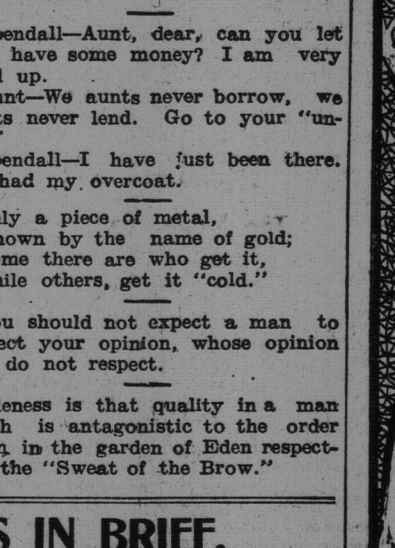 endall—Aunt, dear, can you let
have some money? I am very
up.
nt—We aunts never borrow, we
s never lend. Go to your "un-
"
endall—I have just been there.
had my overcoat.
ly a piece of metal,
nown by the name of gold;
me there are who get it,
ile others, get it "cold."
u should not expect a man to
ect your opinion, whose opinion
do not respect.
leness is that quality in a man
h is antagonistic to the order
n in the garden of Eden respect-
the "Sweat of the Brow."
S IN BRIEF.